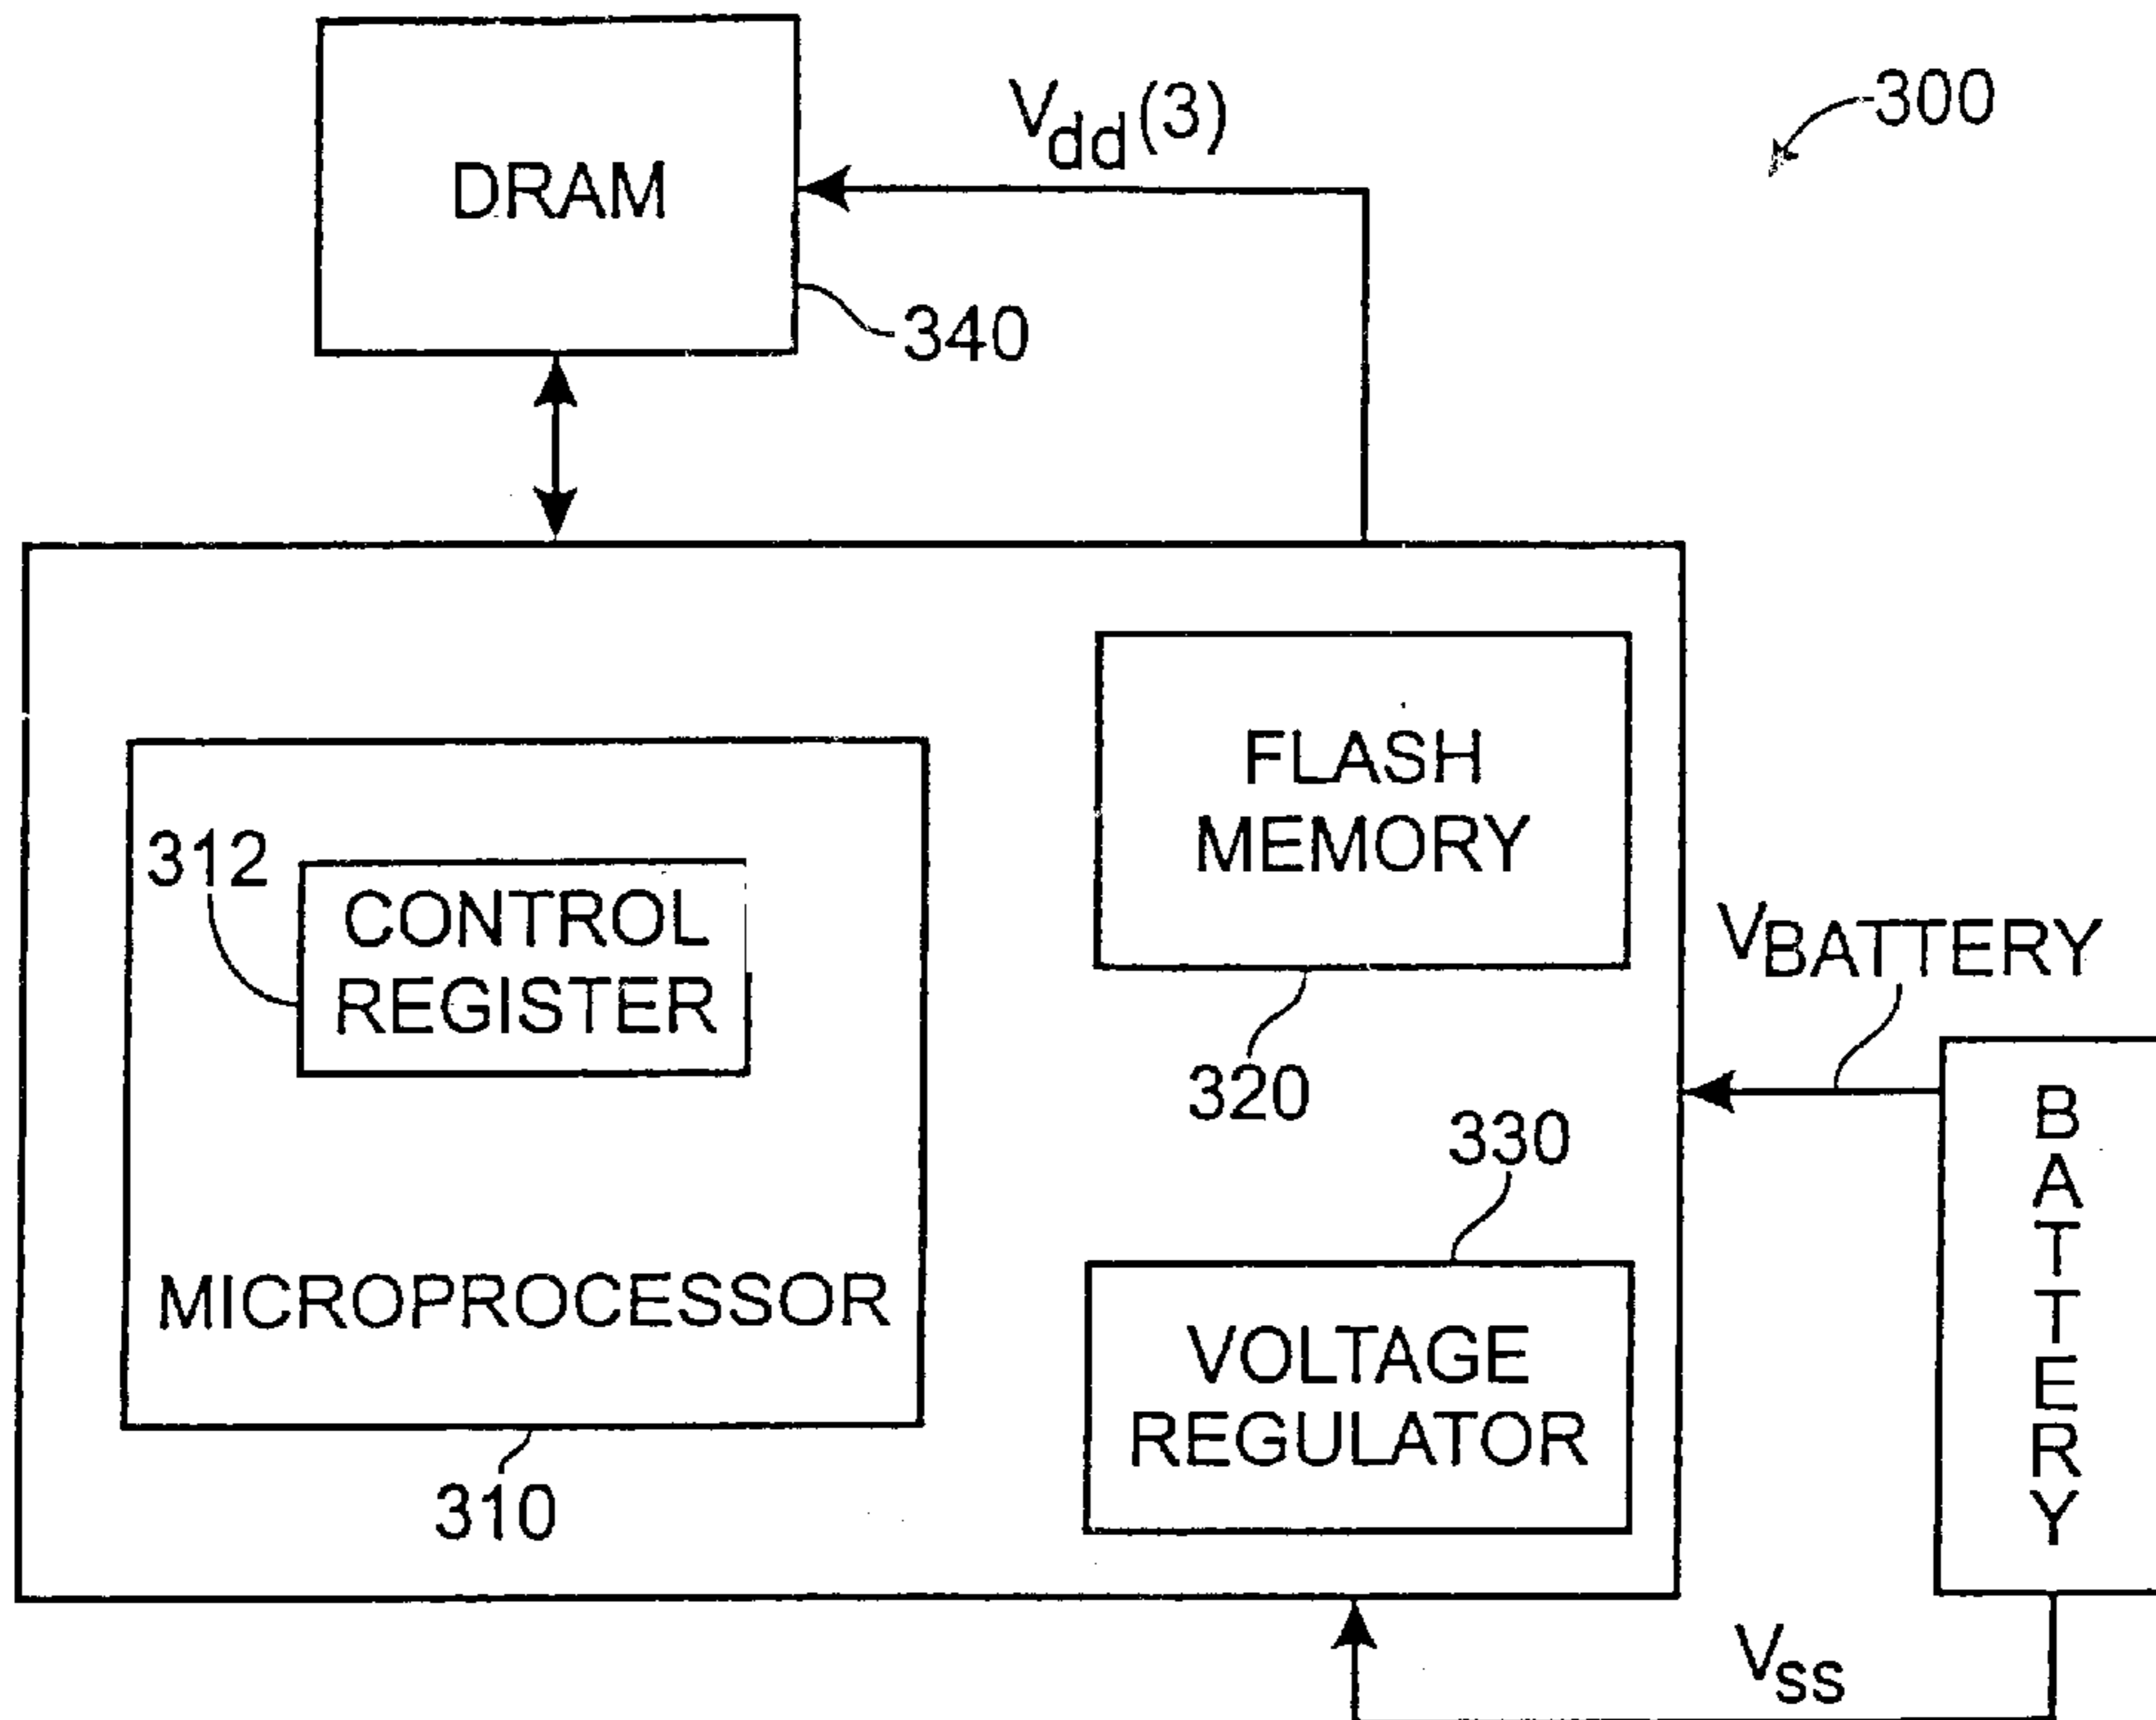 Vdd(3)
300
DRAM
340
FLASH
MEMORY
312
CONTROL
REGISTER
VBATTERY
320
330
BATTERY
MICROPROCESSOR
VOLTAGE
REGULATOR
310
Vss